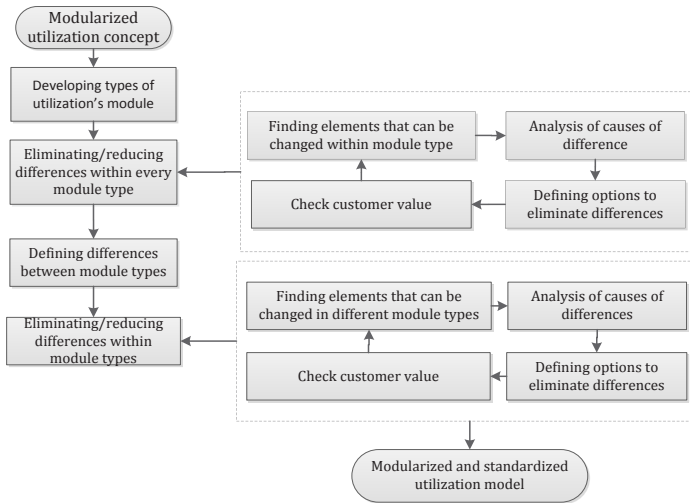 Modularized
utilization concept
Developing types of
utilization's module
Eliminating/reducing
differences within every
module type
Defining differences
between module types
Eliminating/reducing
differences within
module types
Finding elements that can be
changed within module type
Analysis of causes of
difference
Check customer value
Defining options to
eliminate differences
Finding elements that can be
changed in different module types
Analysis of causes of
differences
Check customer value
Defining options to
eliminate differences
Modularized and standardized
utilization model